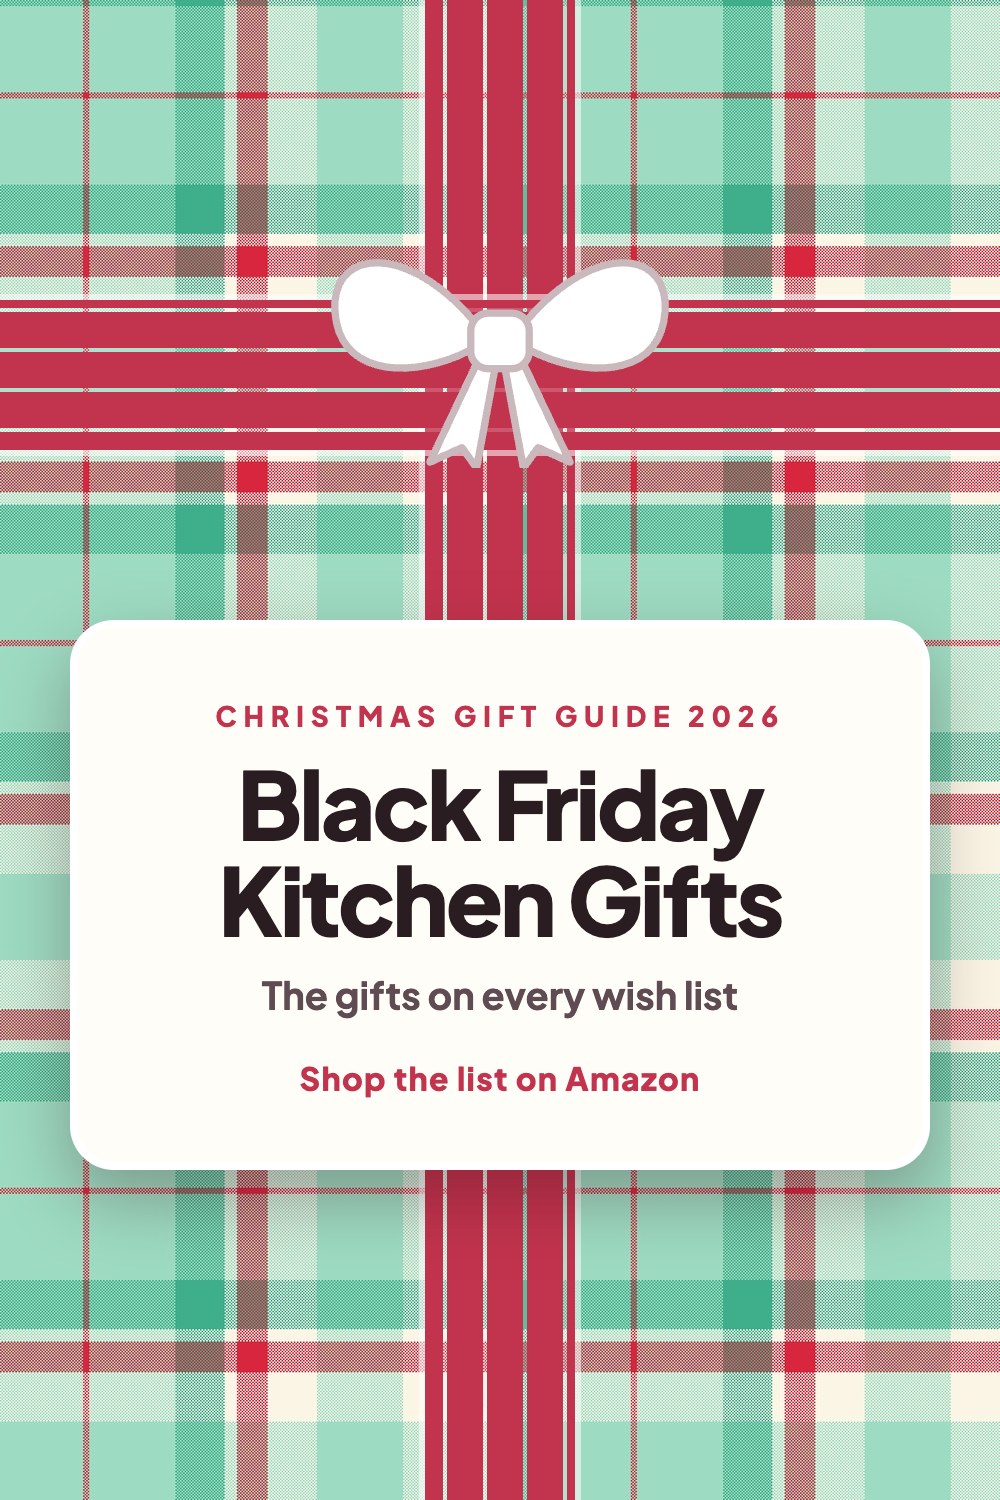 CHRISTMAS GIFT GUIDE 2026
Black Friday
Kitchen Gifts
The gifts on every wish list
Shop the list on Amazon